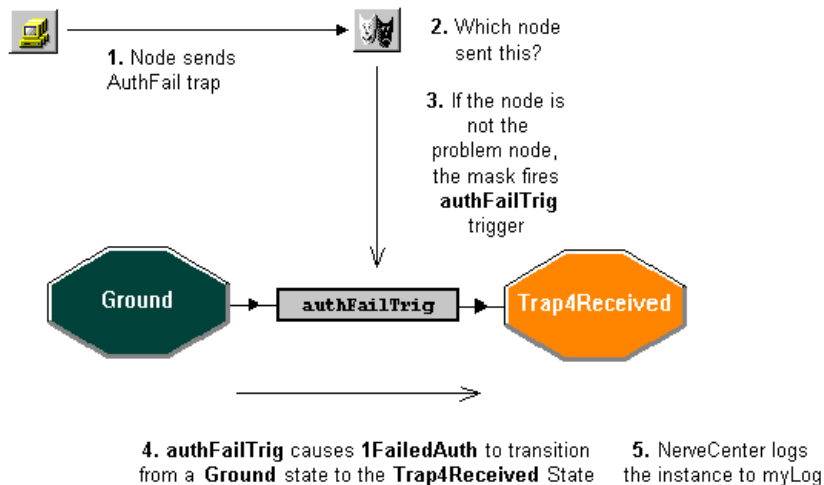 1. Node sends
AuthFail trap
2. Which node
sent this?
3. If the node is
not the
problem node,
the mask fires
authFailTrig
trigger
Ground
authFailTrig
Trap4Received
4. authFailTrig causes 1FailedAuth to transition
from a Ground state to the Trap4Received State
5. NerveCenter logs
the instance to myLog